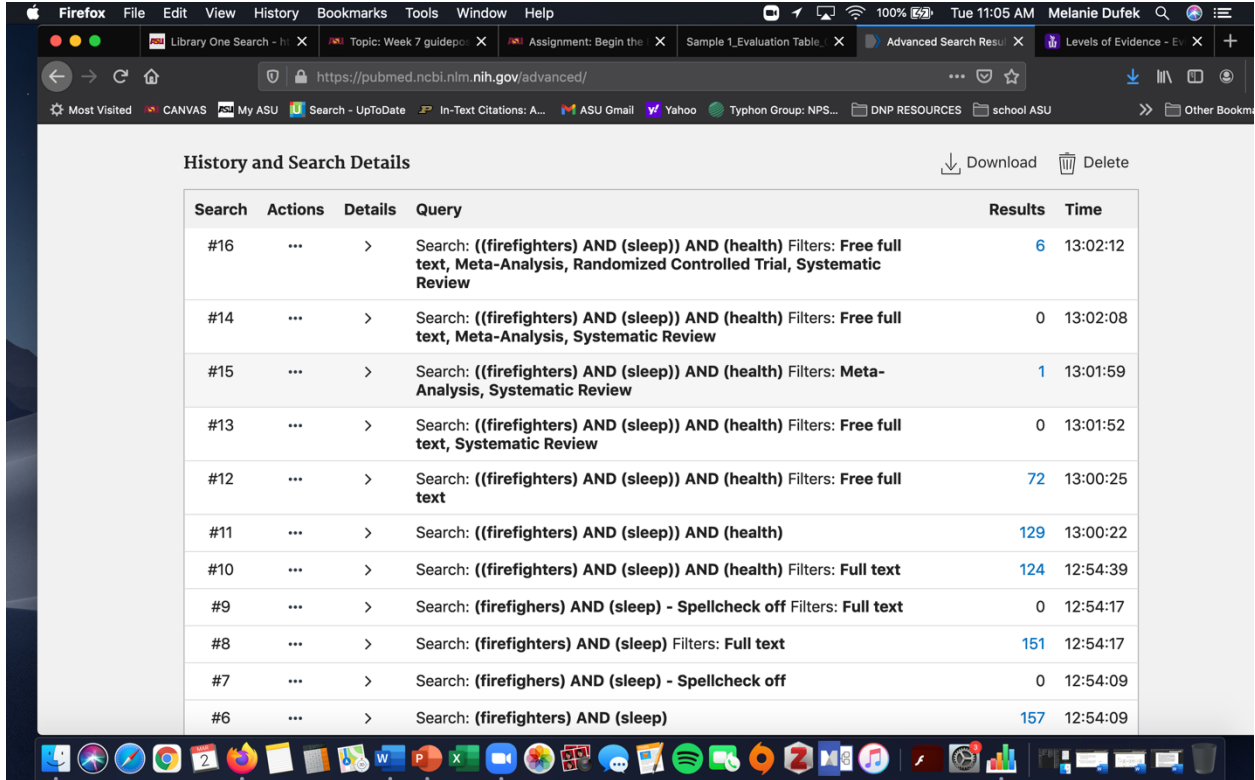 Firefox File Edit View History Bookmarks Tools Window Help 100% Tue 11:05 AM Melanie Dufek
ASU Library One Search - ht ASU Topic: Week 7 guidepos ASU Assignment: Begin the Sample 1_Evaluation Table_ Advanced Search Resul Levels of Evidence - Ev
https://pubmed.ncbi.nlm.nih.gov/advanced/
Most Visited CANVAS ASU My ASU Search - UpToDate In-Text Citations: A... ASU Gmail Yahoo Typhon Group: NPS... DNP RESOURCES school ASU Other Bookma
History and Search Details Download Delete
Search Actions Details Query Results Time
#16 ... > Search: ((firefighters) AND (sleep)) AND (health) Filters: Free full 6 13:02:12
text, Meta-Analysis, Randomized Controlled Trial, Systematic
Review
#14 ... > Search: ((firefighters) AND (sleep)) AND (health) Filters: Free full 0 13:02:08
text, Meta-Analysis, Systematic Review
#15 ... > Search: ((firefighters) AND (sleep)) AND (health) Filters: Meta- 1 13:01:59
Analysis, Systematic Review
#13 ... > Search: ((firefighters) AND (sleep)) AND (health) Filters: Free full 0 13:01:52
text, Systematic Review
#12 ... > Search: ((firefighters) AND (sleep)) AND (health) Filters: Free full 72 13:00:25
text
#11 ... > Search: ((firefighters) AND (sleep)) AND (health) 129 13:00:22
#10 ... > Search: ((firefighters) AND (sleep)) AND (health) Filters: Full text 124 12:54:39
#9 ... > Search: (firefighers) AND (sleep) - Spellcheck off Filters: Full text 0 12:54:17
#8 ... > Search: (firefighters) AND (sleep) Filters: Full text 151 12:54:17
#7 ... > Search: (firefighers) AND (sleep) - Spellcheck off 0 12:54:09
#6 ... > Search: (firefighters) AND (sleep) 157 12:54:09
MAR
2 W P X Z 3